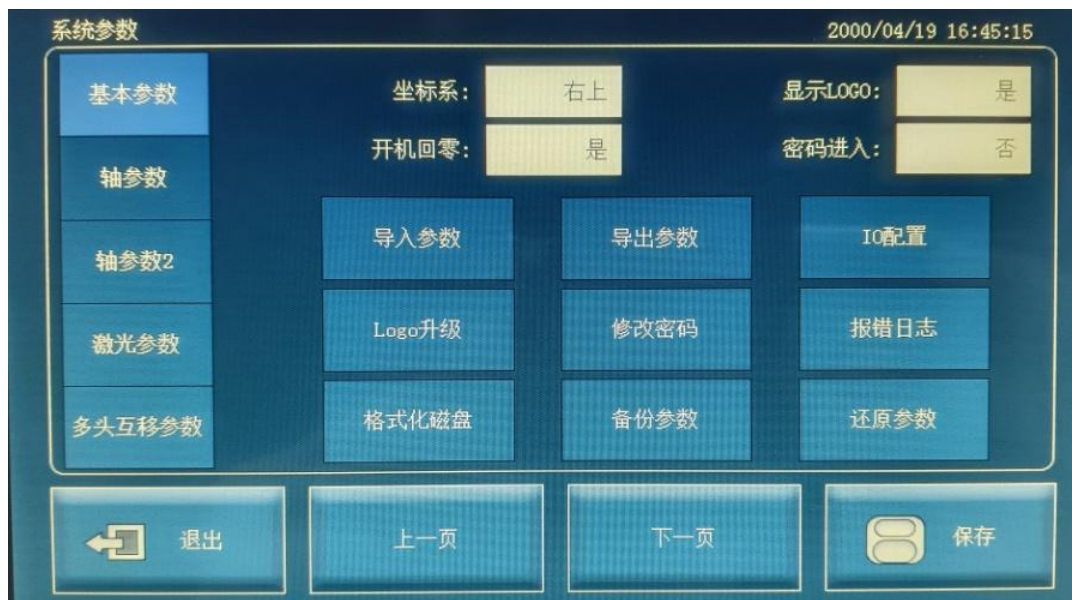 系统参数 2000/04/19 16:45:15
基本参数 坐标系： 右上 显示LOGO： 是
开机回零： 是 密码进入： 否
轴参数
导入参数 导出参数 IO配置
轴参数2
Logo升级 修改密码 报错日志
激光参数
格式化磁盘 备份参数 还原参数
多头互移参数
退出 上一页 下一页 保存